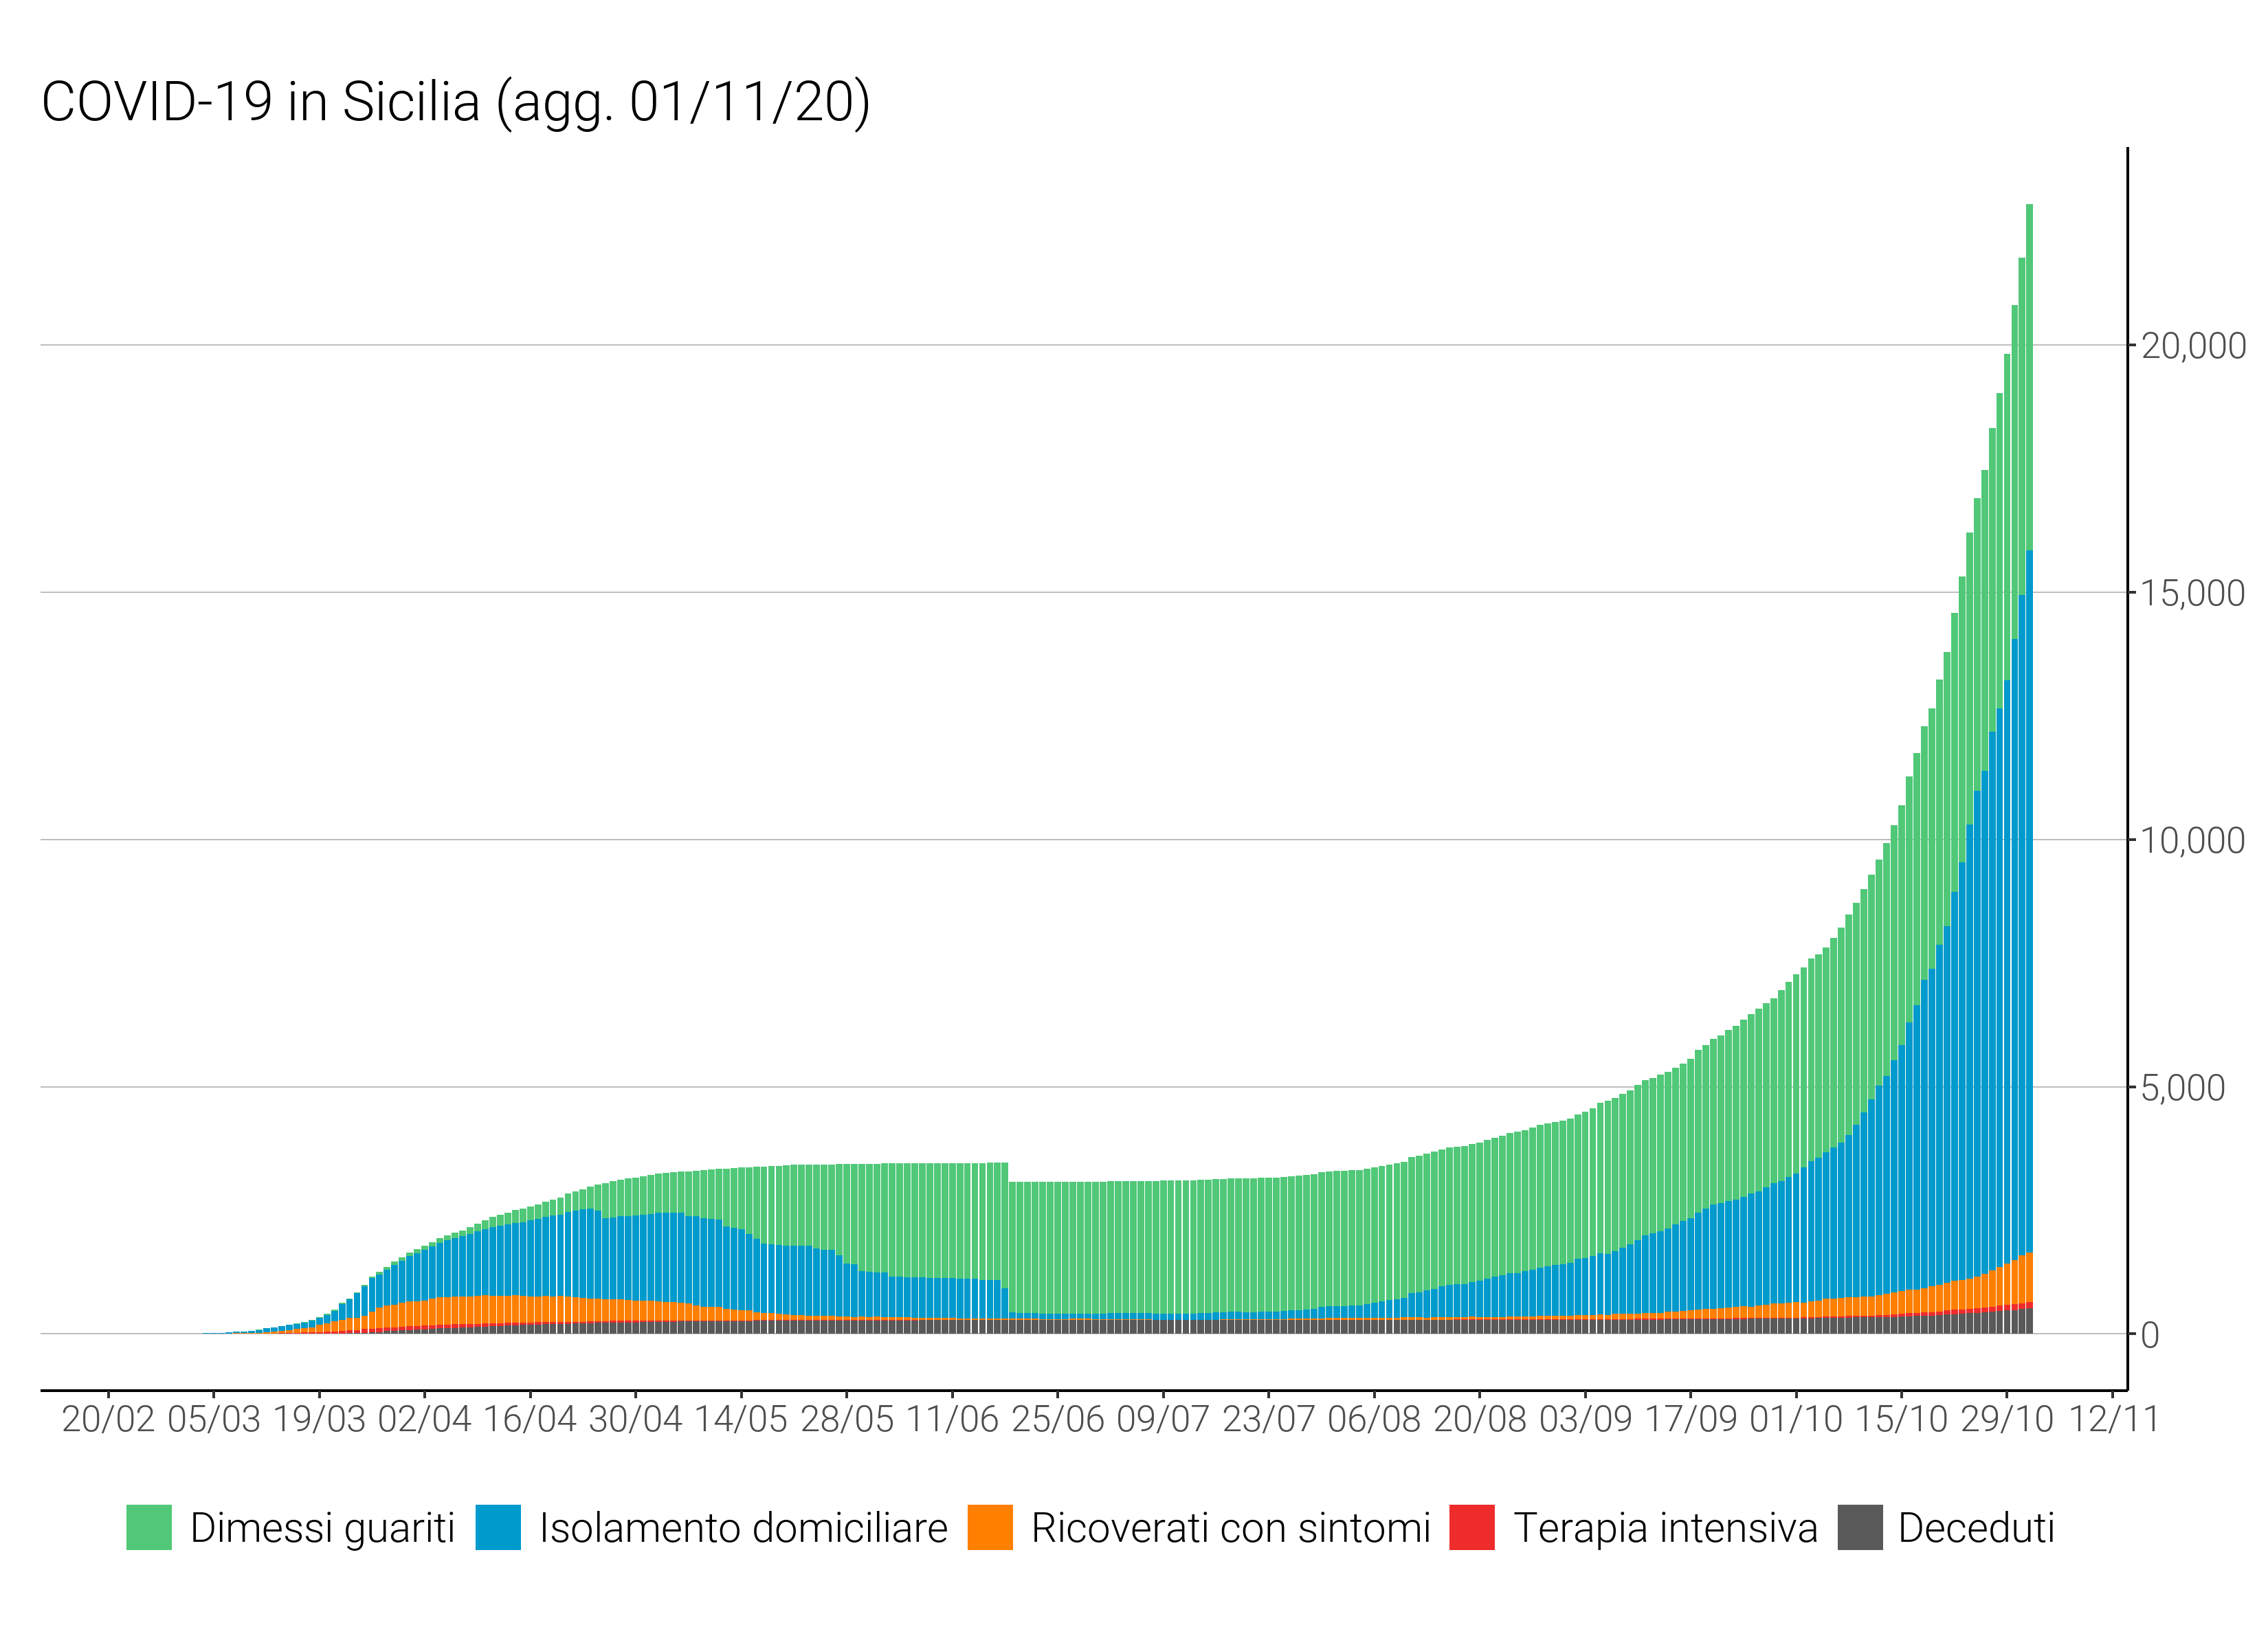 COVID-19 in Sicilia (agg. 01/11/20)
20,000
15,000
10,000
5,000
0
20/02 05/03 19/03 02/04 16/04 30/04 14/05 28/05 11/06 25/06 09/07 23/07 06/08 20/08 03/09 17/09 01/10 15/10 29/10 12/11
Dimessi guariti Isolamento domiciliare Ricoverati con sintomi Terapia intensiva Deceduti